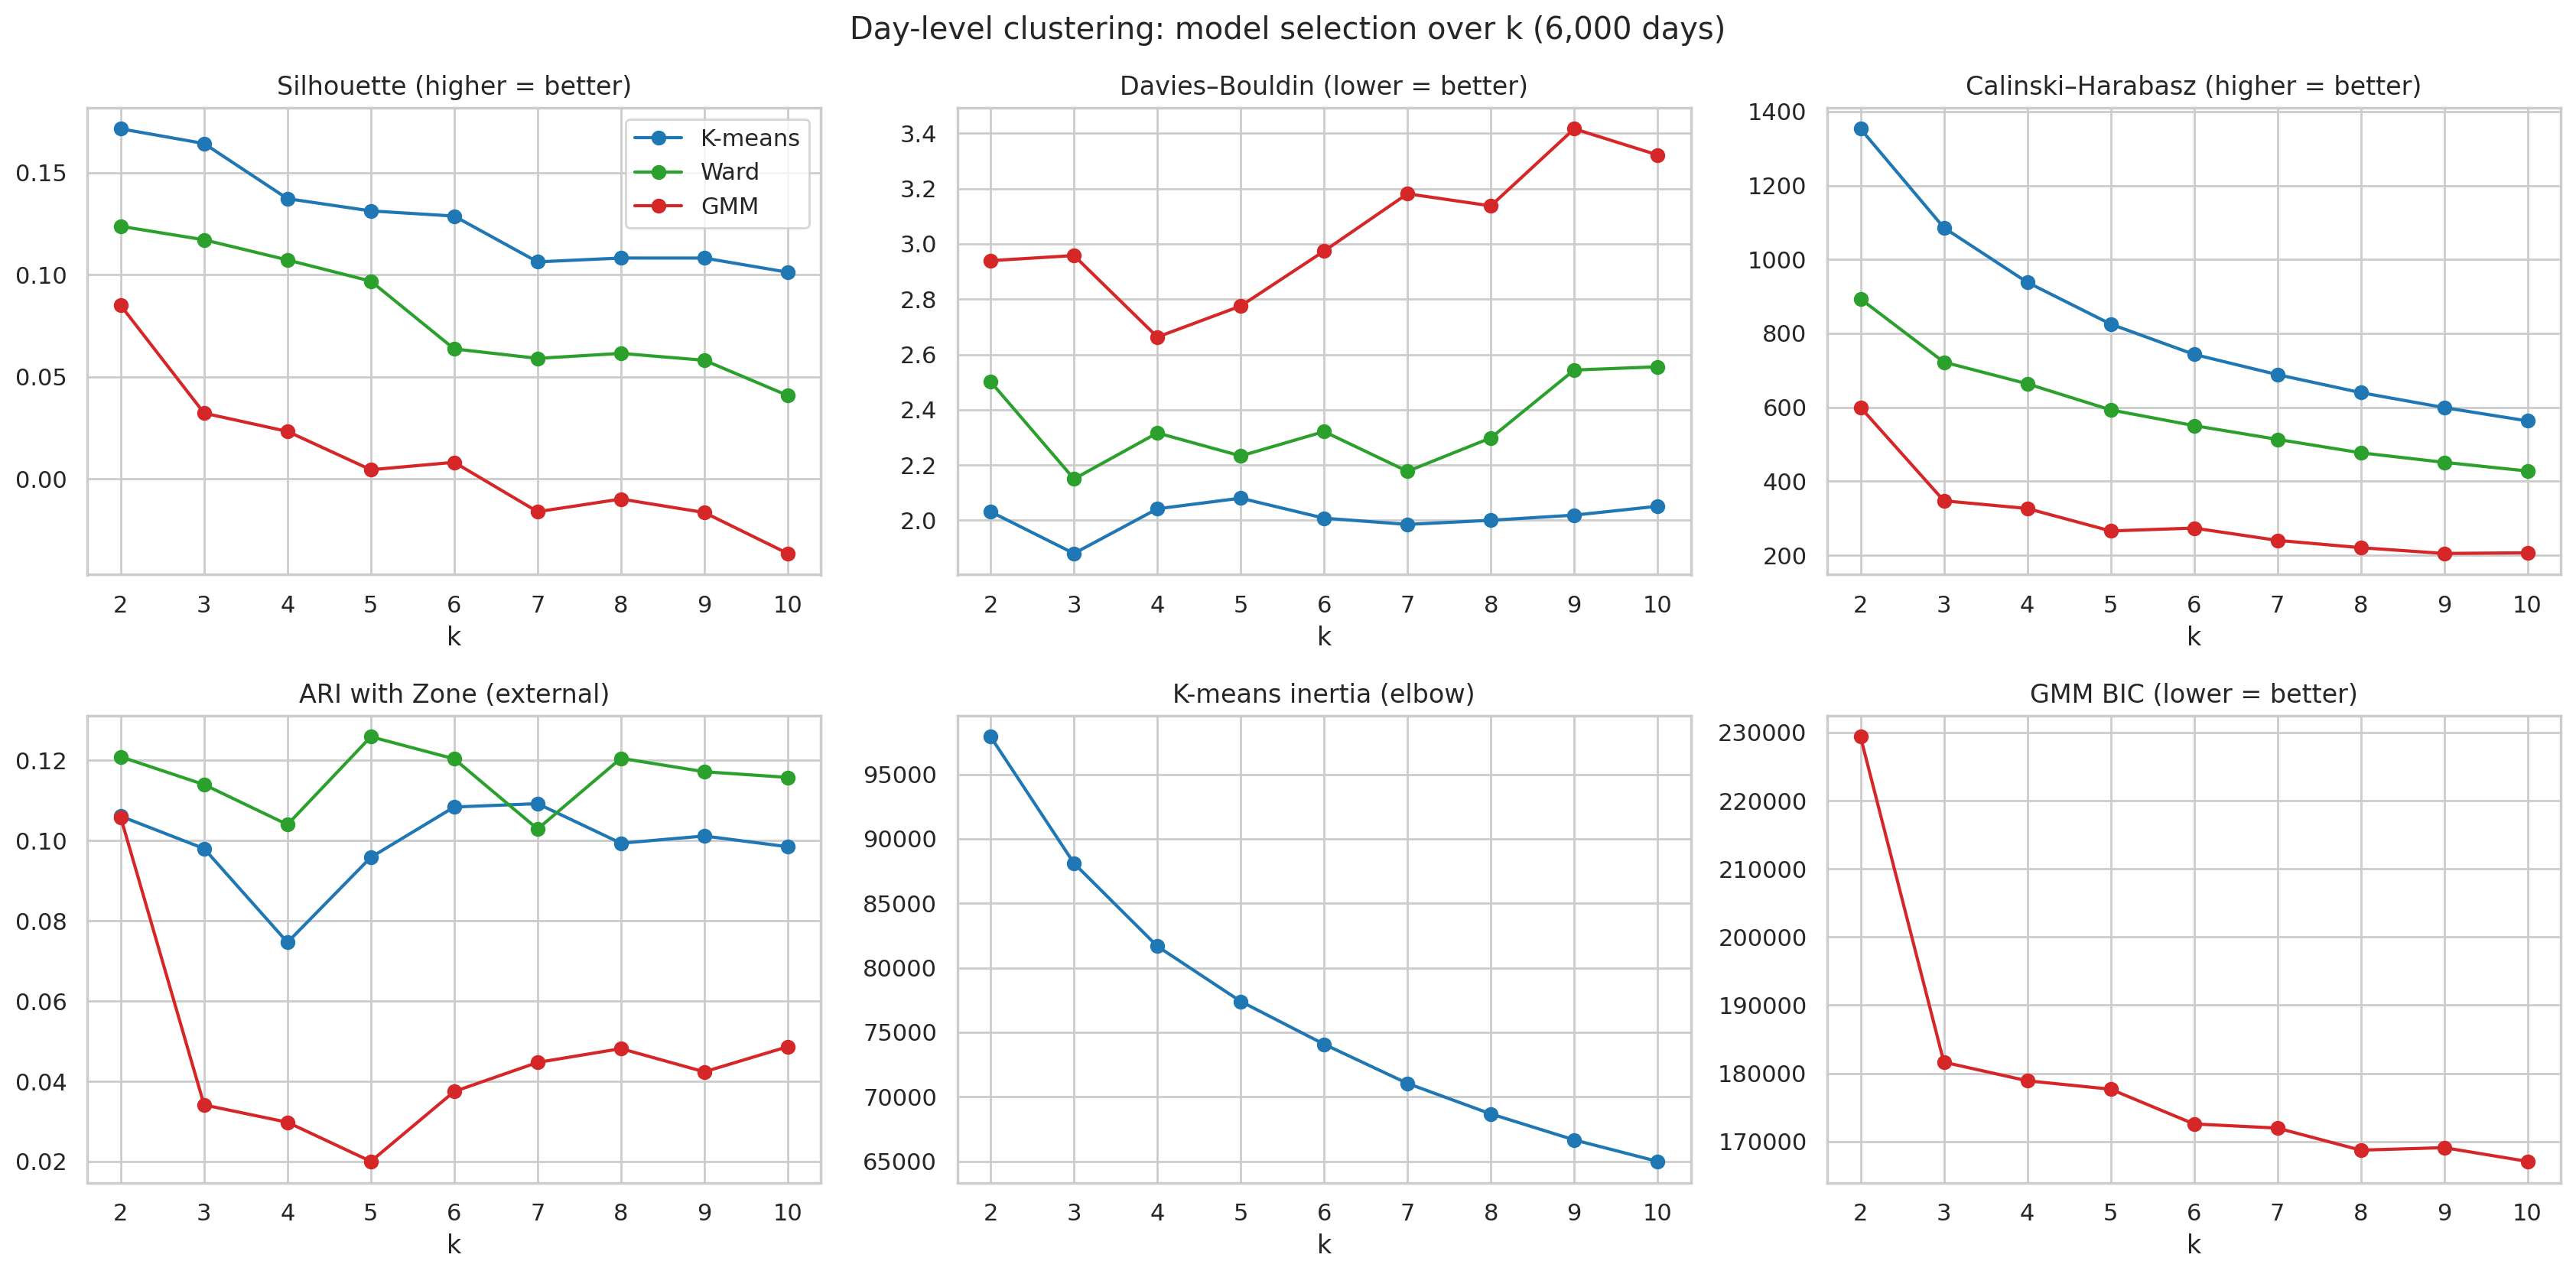 Day-level clustering: model selection over k (6,000 days)
Silhouette (higher = better)
0.15
0.10
0.05
0.00
K-means
Ward
GMM
2 3 4 5 6 7 8 9 10
k
Davies–Bouldin (lower = better)
3.4
3.2
3.0
2.8
2.6
2.4
2.2
2.0
2 3 4 5 6 7 8 9 10
k
Calinski–Harabasz (higher = better)
1400
1200
1000
800
600
400
200
2 3 4 5 6 7 8 9 10
k
ARI with Zone (external)
0.12
0.10
0.08
0.06
0.04
0.02
2 3 4 5 6 7 8 9 10
k
K-means inertia (elbow)
95000
90000
85000
80000
75000
70000
65000
2 3 4 5 6 7 8 9 10
k
GMM BIC (lower = better)
230000
220000
210000
200000
190000
180000
170000
2 3 4 5 6 7 8 9 10
k